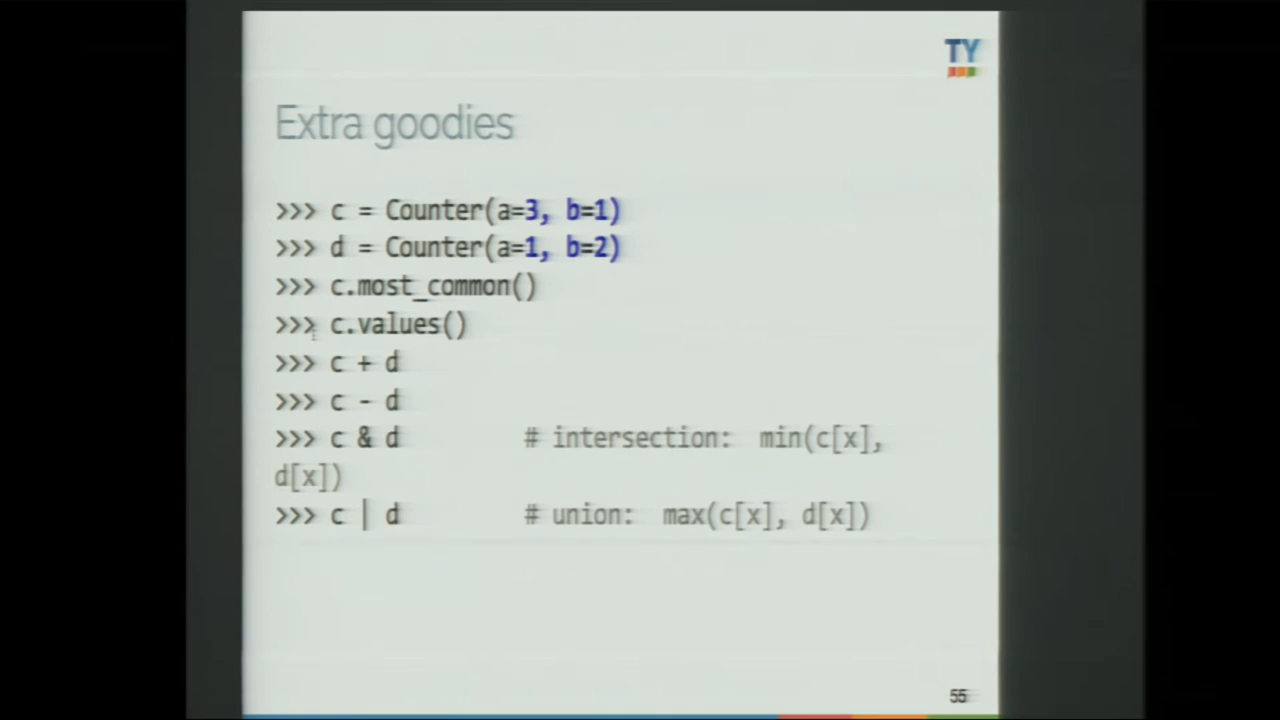 TY
Extra goodies
>>> c = Counter(a=3, b=1)
>>> d = Counter(a=1, b=2)
>>> c.most_common()
>>> c.values()
>>> c + d
>>> c - d
>>> c & d # intersection: min(c[x],
d[x])
>>> c | d # union: max(c[x], d[x])
55